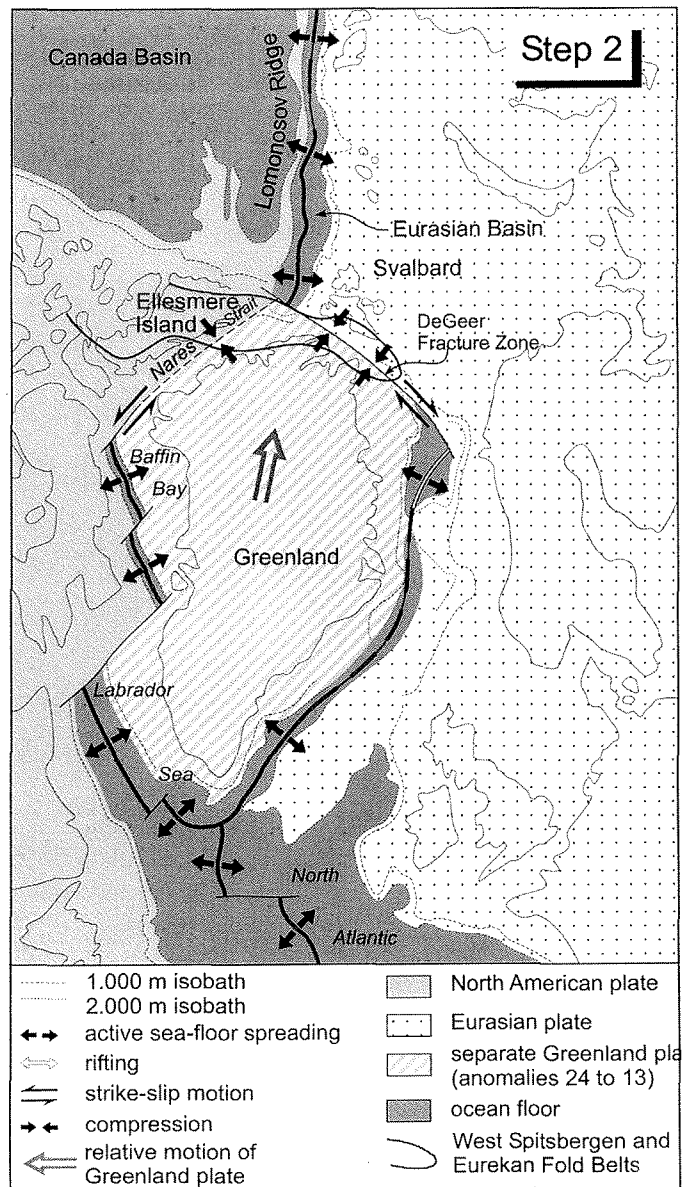 Step 2
Canada Basin
Lomonosov Ridge
Eurasian Basin
Svalbard
Ellesmere
Island
Nares Strait
DeGeer
Fracture Zone
Baffin
Bay
Greenland
Labrador
Sea
North
Atlantic
1.000 m isobath
2.000 m isobath
active sea-floor spreading
rifting
strike-slip motion
compression
relative motion of
Greenland plate
North American plate
Eurasian plate
separate Greenland pla
(anomalies 24 to 13)
ocean floor
West Spitsbergen and
Eurekan Fold Belts